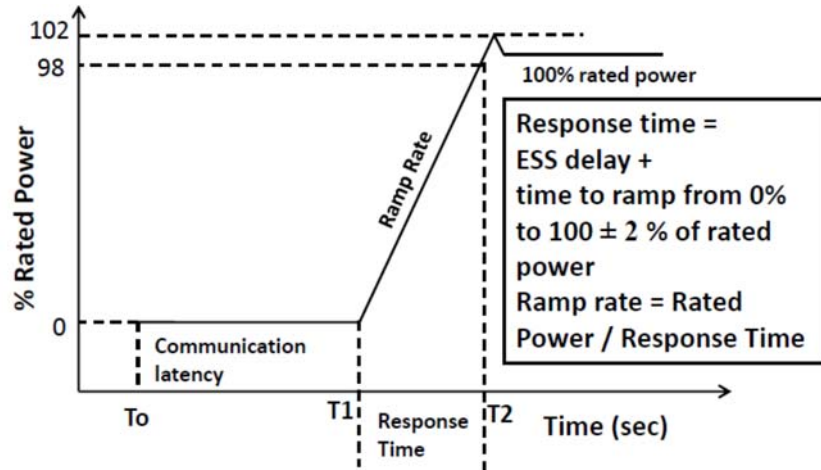 102
98
0
% Rated Power
Ramp Rate
100% rated power
Response time =
ESS delay +
time to ramp from 0%
to 100 ± 2 % of rated
power
Ramp rate = Rated
Power / Response Time
Communication
latency
To
T1
Response
Time
T2
Time (sec)